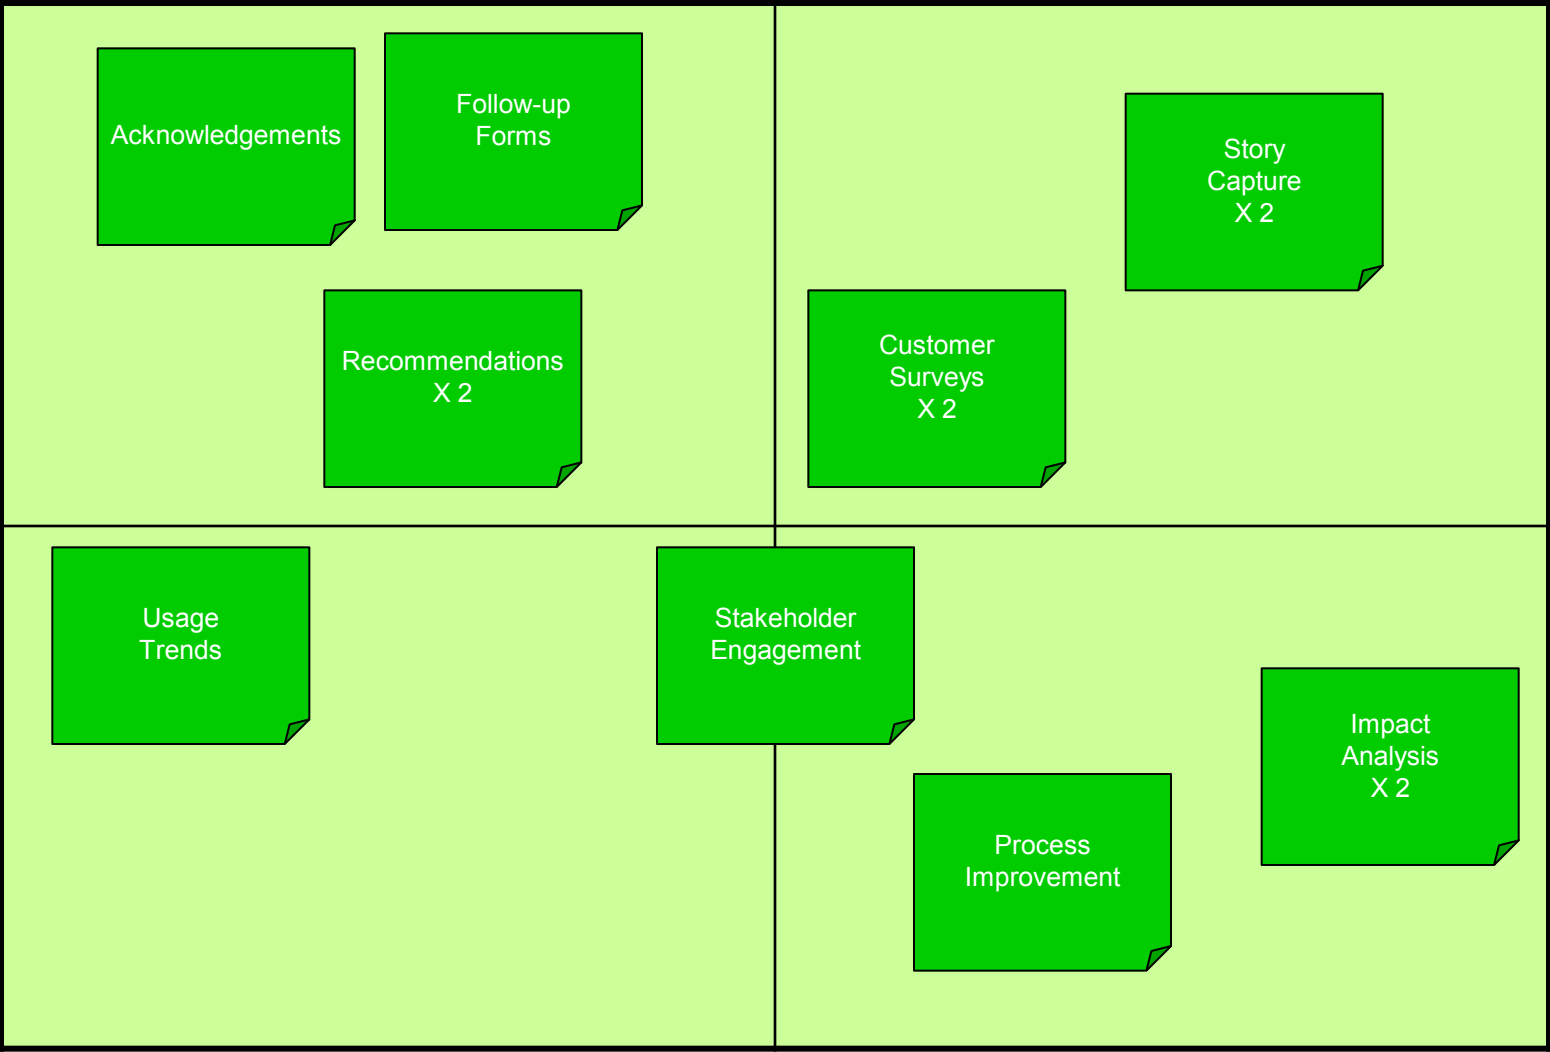 Acknowledgements
Follow-up
Forms
Recommendations
X 2
Story
Capture
X 2
Customer
Surveys
X 2
Usage
Trends
Stakeholder
Engagement
Process
Improvement
Impact
Analysis
X 2